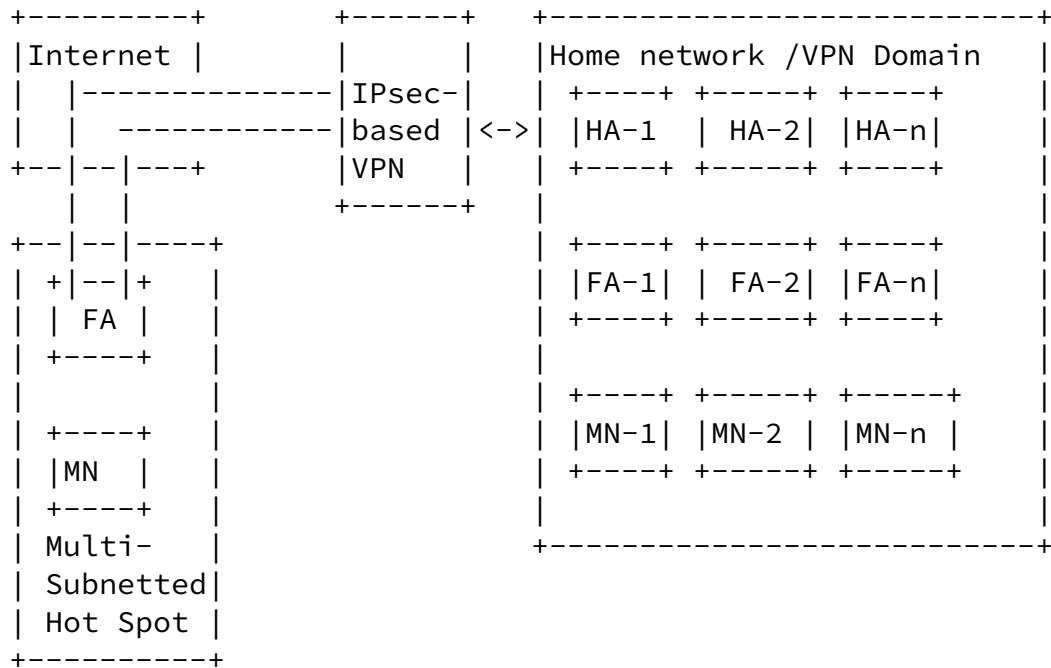 +---------+       +------+    +---------------------------+
|Internet |       |      |    |Home network /VPN Domain   |
|  |--------------|IPsec-|    | +----+ +-----+ +----+     |
|  |  ------------|based |<->| |HA-1  | HA-2| |HA-n|     |
+--|--|---+       |VPN   |    | +----+ +-----+ +----+     |
   |  |           +------+    |                           |
+--|--|----+                  | +----+ +-----+ +----+     |
| +|--|+   |                  | |FA-1| | FA-2| |FA-n|     |
| | FA |   |                  | +----+ +-----+ +----+     |
| +----+   |                  |                           |
|          |                  | +----+ +-----+ +-----+    |
| +----+   |                  | |MN-1| |MN-2 | |MN-n |    |
| |MN  |   |                  | +----+ +-----+ +-----+    |
| +----+   |                  |                           |
| Multi-   |                  +---------------------------+
| Subnetted|
| Hot Spot |
+----------+